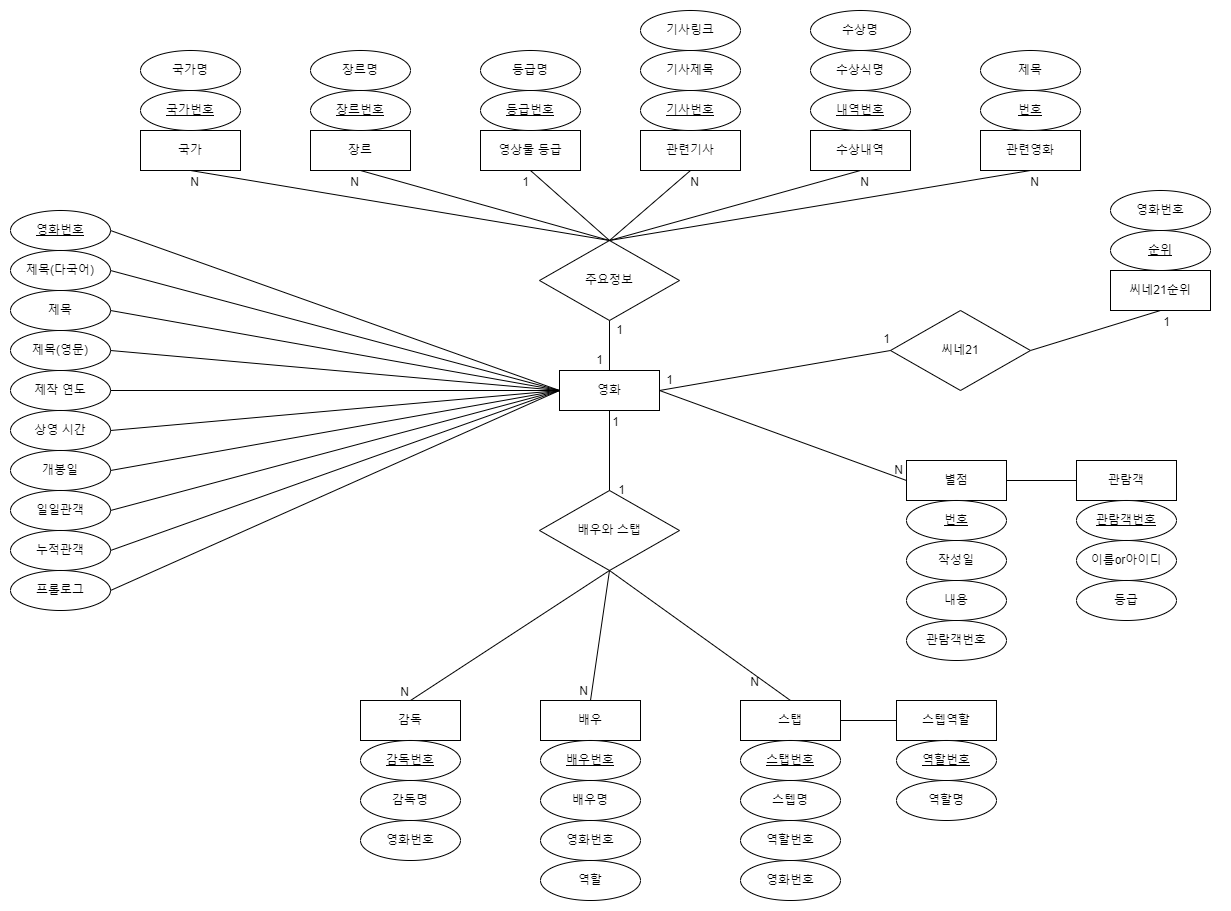 기사링크
수상명
국가명
장르명
등급명
기사제목
수상식명
제목
국가번호
장르번호
등급번호
기사번호
내역번호
번호
국가
장르
영상물 등급
관련기사
수상내역
관련영화
N
N
1
N
N
N
영화번호
순위
씨네21순위
1
영화번호
제목(다국어)
제목
제목(영문)
제작 연도
상영 시간
개봉일
일일관객
누적관객
프롤로그
주요정보
1
1
영화
1
1
씨네21
1
N
별점
관람객
번호
관람객번호
작성일
이름or아이디
내용
등급
관람객번호
1
배우와 스탭
N
N
N
감독
배우
스탭
스텝역할
감독번호
배우번호
스탭번호
역할번호
감독명
배우명
스텝명
역할명
영화번호
영화번호
역할번호
역할
영화번호